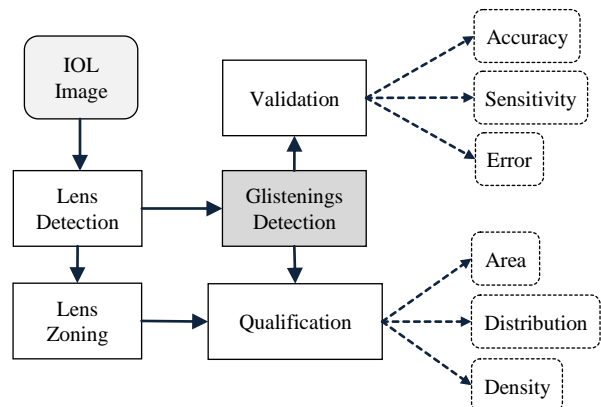 IOL
Image
Lens
Detection
Lens
Zoning
Validation
Glistenings
Detection
Qualification
Accuracy
Sensitivity
Error
Area
Distribution
Density